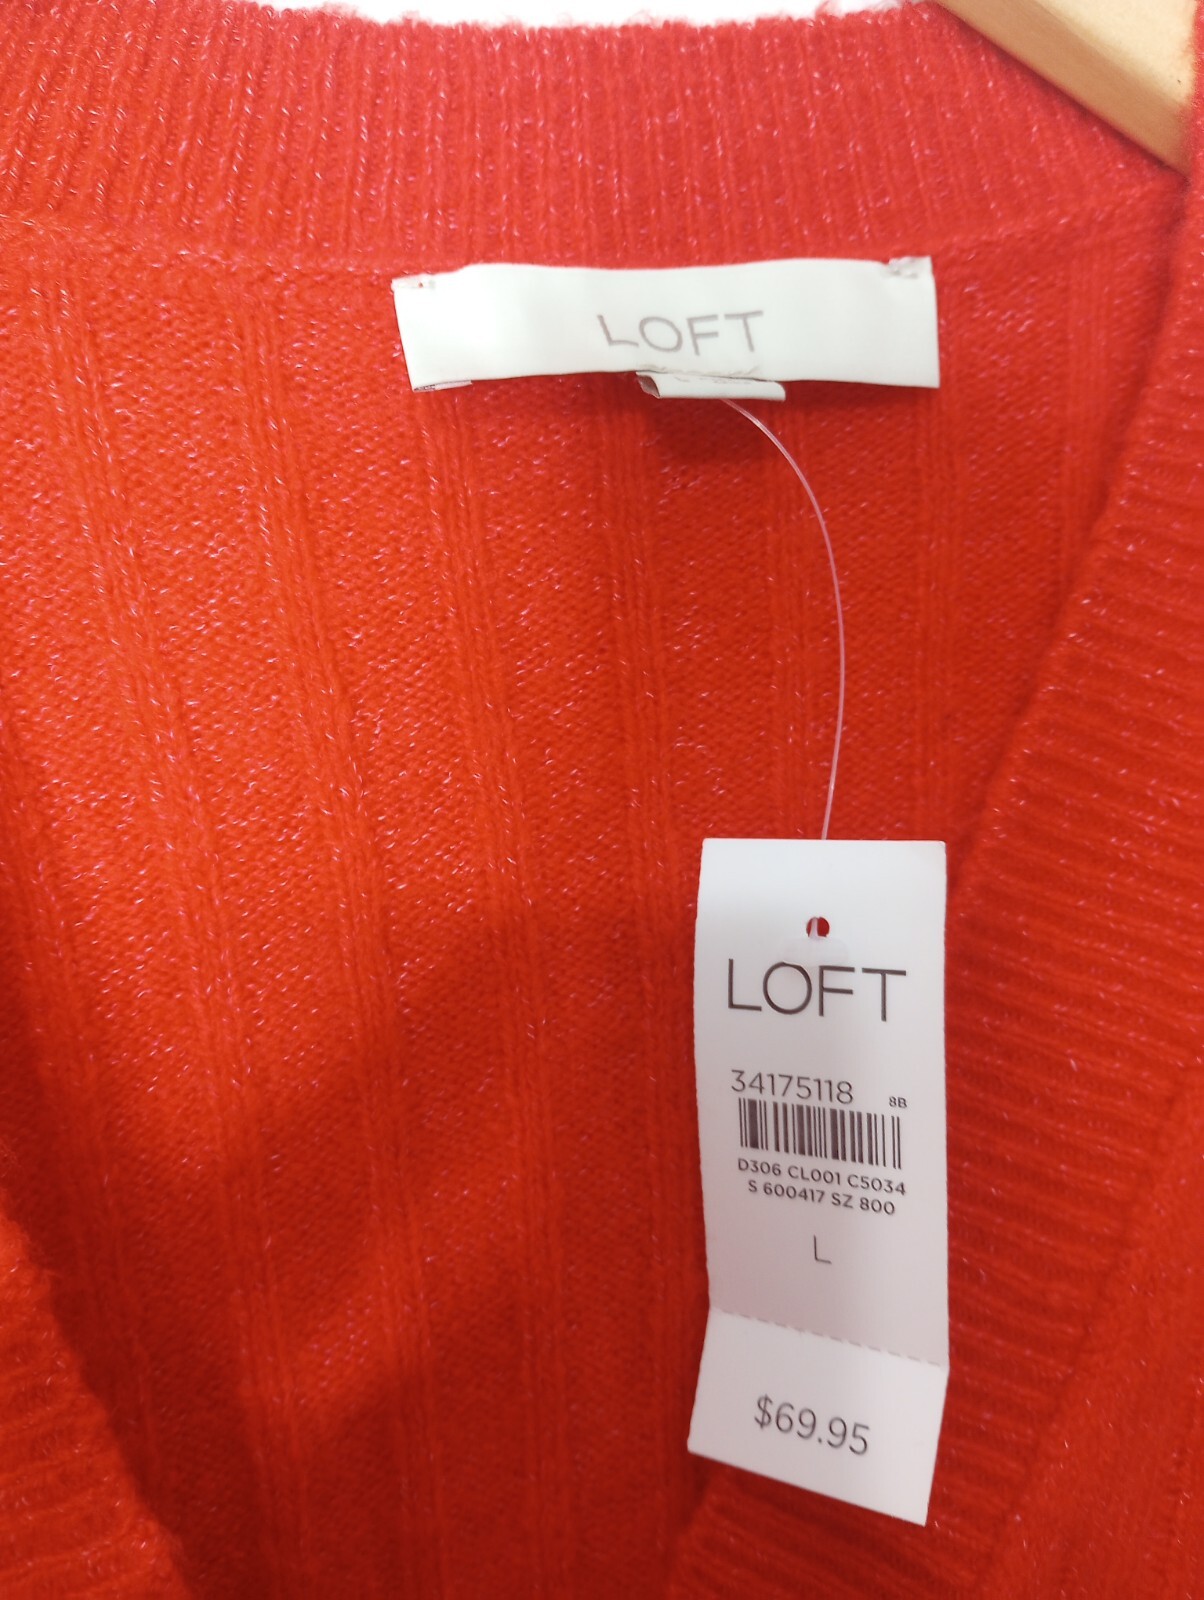 LOFT
LOFT
34175118 8B
D306 CL001 C5034
S 600417 SZ 800
L
$69.95